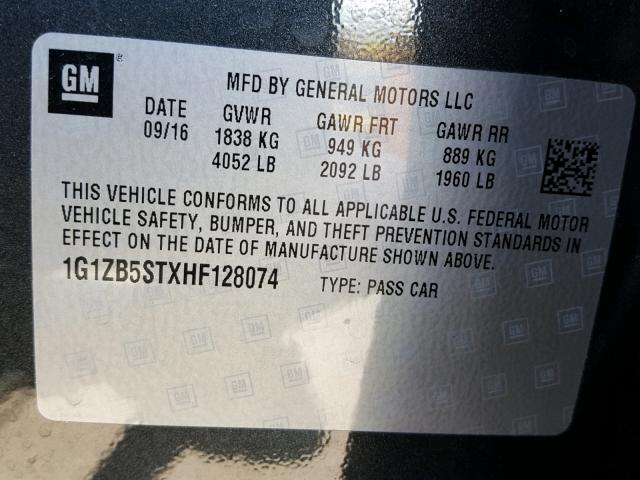 GM
MFD BY GENERAL MOTORS LLC
DATE GVWR GAWR FRT GAWR RR
09/16 1838 KG 949 KG 889 KG
4052 LB 2092 LB 1960 LB
THIS VEHICLE CONFORMS TO ALL APPLICABLE U.S. FEDERAL MOTOR
VEHICLE SAFETY, BUMPER, AND THEFT PREVENTION STANDARDS IN
EFFECT ON THE DATE OF MANUFACTURE SHOWN ABOVE.
1G1ZB5STXHF128074 TYPE: PASS CAR